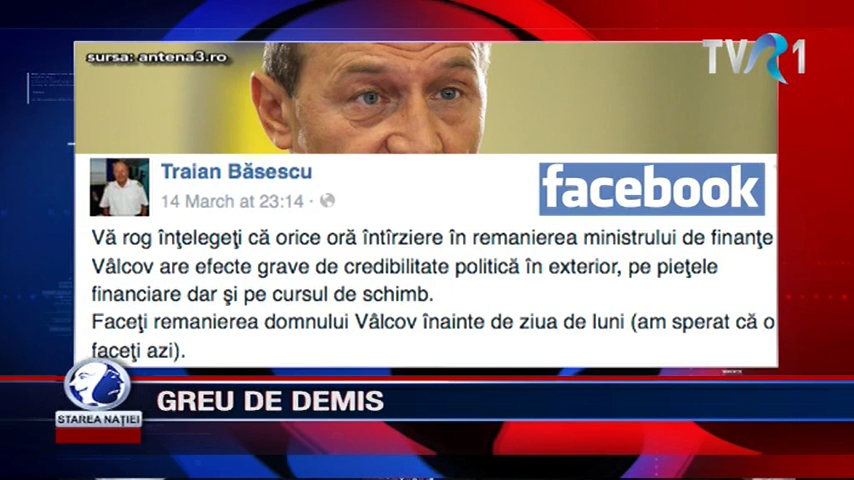 sursa: antena3.ro
TVR1
Traian Băsescu
14 March at 23:14 ·
facebook
Vă rog înţelegeţi că orice oră întîrziere în remanierea ministrului de finanţe
Vâlcov are efecte grave de credibilitate politică în exterior, pe pieţele
financiare dar şi pe cursul de schimb.
Faceţi remanierea domnului Vâlcov înainte de ziua de luni (am sperat că o
faceţi azi).
GREU DE DEMIS
STAREA NAŢIEI